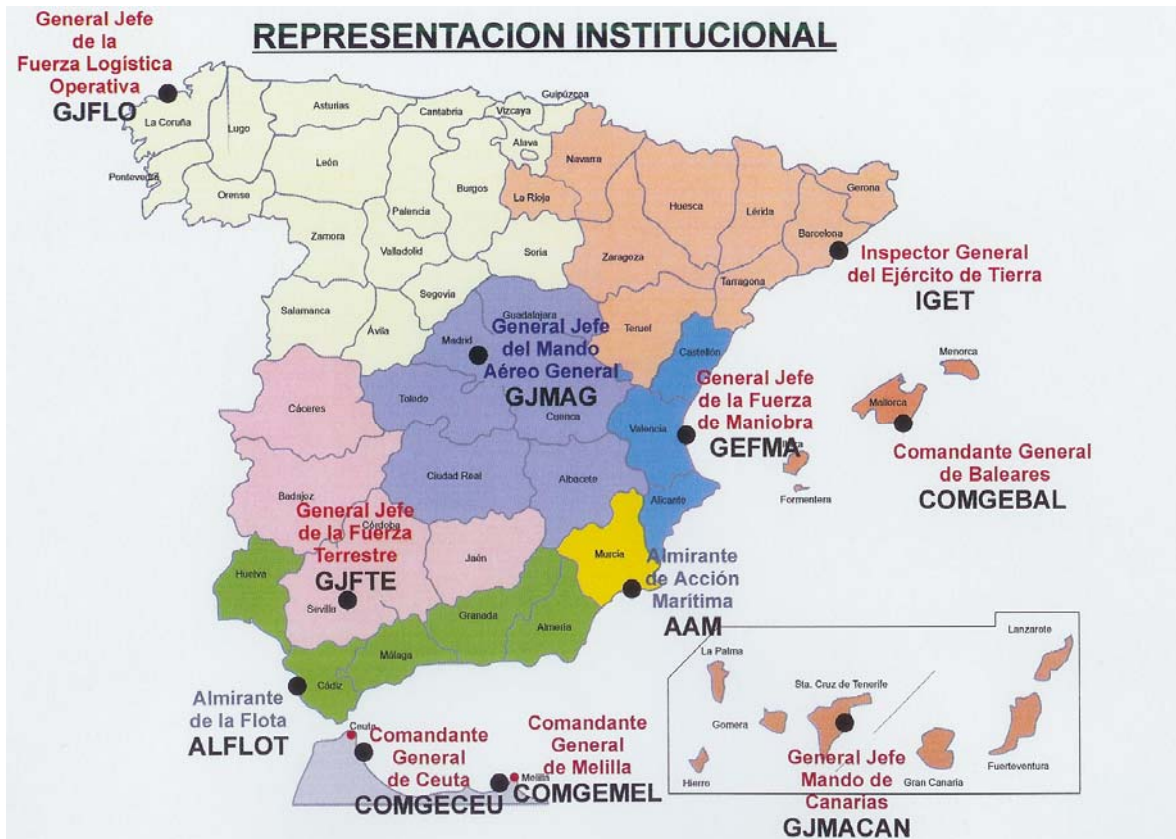 REPRESENTACION INSTITUCIONAL
General Jefe
de la
Fuerza Logística
Operativa
GJFLO
La Coruña
Lugo
Asturias
Cantabria
Vizcaya
Guipúzcoa
Alava
Navarra
Pontevedra
Orense
León
Palencia
Burgos
La Rioja
Huesca
Lérida
Gerona
Barcelona
Zamora
Valladolid
Soria
Zaragoza
Tarragona
Inspector General
del Ejército de Tierra
IGET
Salamanca
Ávila
Segovia
Guadalajara
Teruel
Madrid
General Jefe
del Mando
Aéreo General
GJMAG
Castellón
Menorca
Mallorca
Cáceres
Toledo
Cuenca
Valencia
General Jefe
de la Fuerza
de Maniobra
GEFMA
Formentera
Comandante General
de Baleares
COMGEBAL
Badajoz
Ciudad Real
Albacete
Alicante
Córdoba
General Jefe
de la Fuerza
Terrestre
GJFTE
Jaén
Murcia
Almirante
de Acción
Marítima
AAM
Huelva
Sevilla
Granada
Almería
Málaga
Cádiz
Almirante
de la Flota
ALFLOT
Ceuta
Comandante
General
de Ceuta
COMGECEU
Melilla
Comandante
General
de Melilla
COMGEMEL
La Palma
Sta. Cruz de Tenerife
Lanzarote
Gomera
Hierro
Gran Canaria
Fuerteventura
General Jefe
Mando de
Canarias
GJMACAN